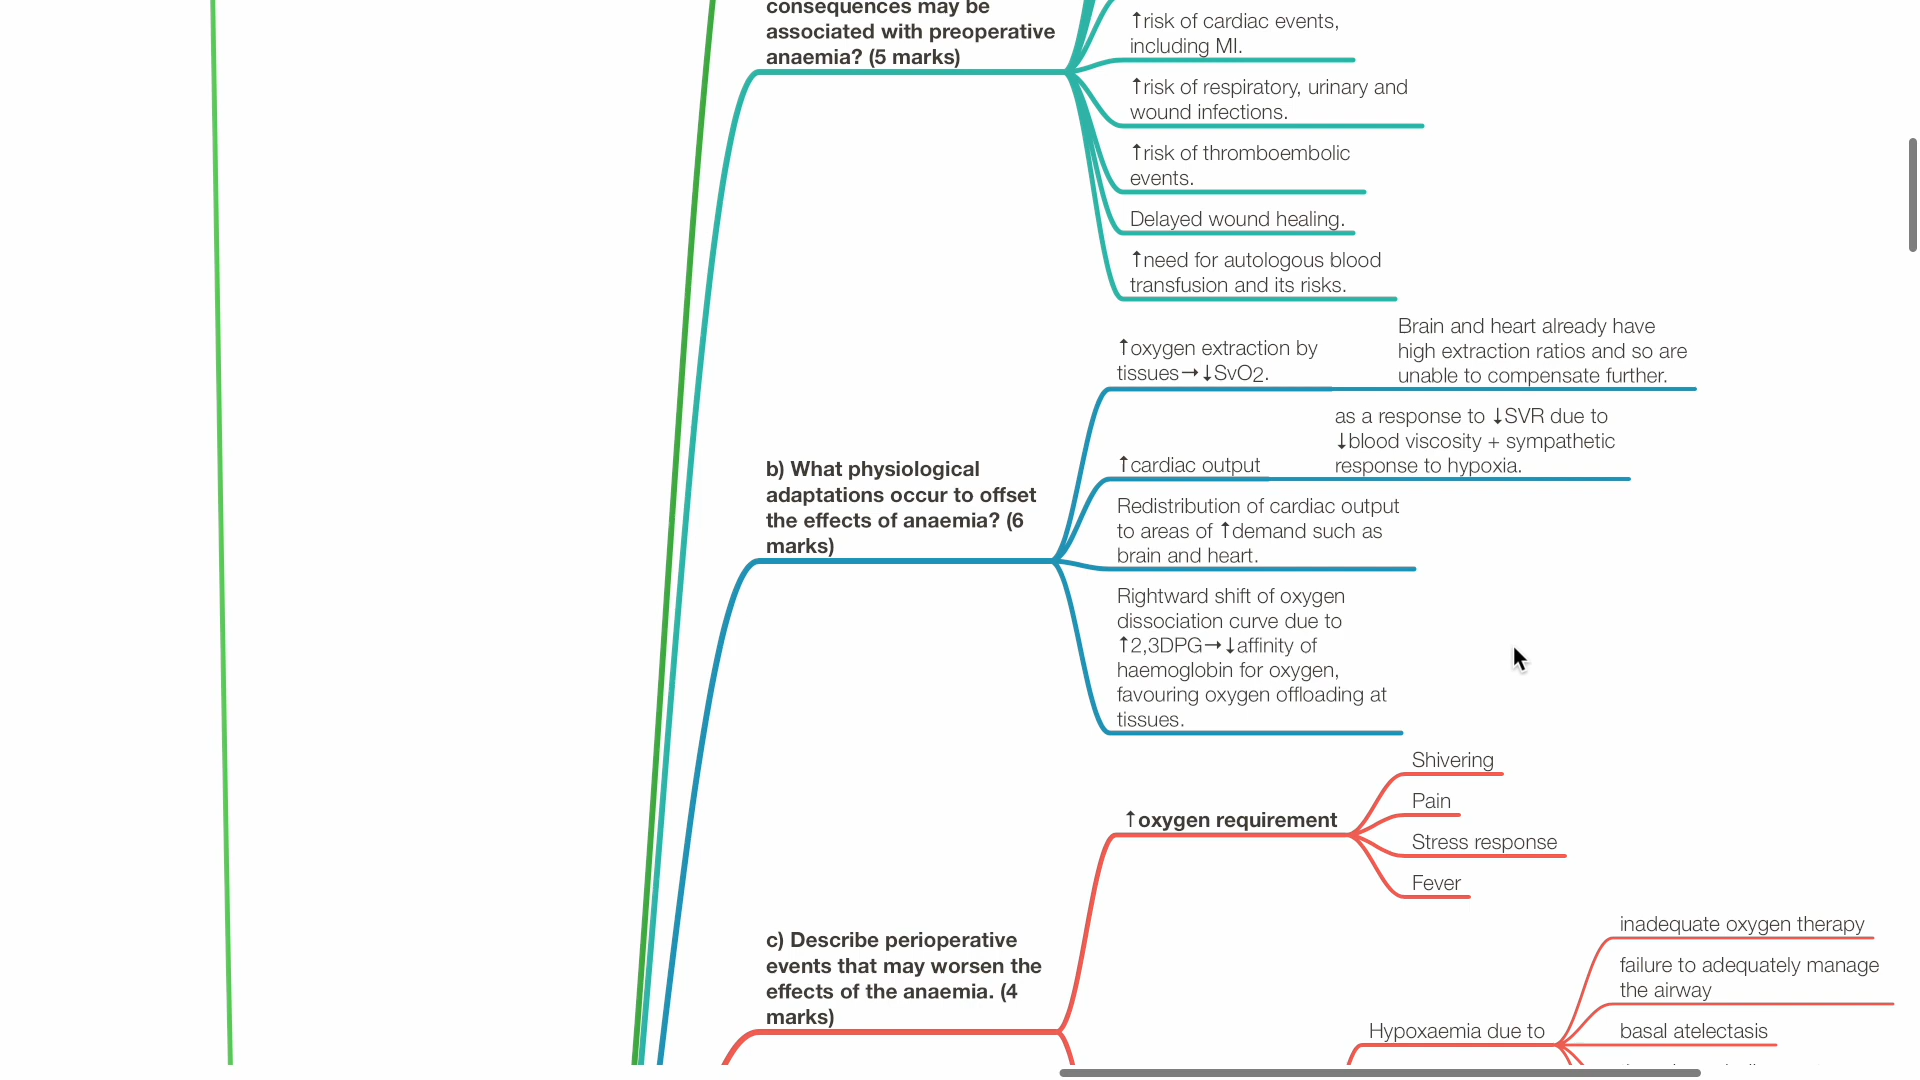 consequences may be
associated with preoperative
anaemia? (5 marks)
↑risk of cardiac events,
including MI.
↑risk of respiratory, urinary and
wound infections.
↑risk of thromboembolic
events.
Delayed wound healing.
↑need for autologous blood
transfusion and its risks.
b) What physiological
adaptations occur to offset
the effects of anaemia? (6
marks)
↑oxygen extraction by
tissues→↓SvO2.
Brain and heart already have
high extraction ratios and so are
unable to compensate further.
↑cardiac output
as a response to ↓SVR due to
↓blood viscosity + sympathetic
response to hypoxia.
Redistribution of cardiac output
to areas of ↑demand such as
brain and heart.
Rightward shift of oxygen
dissociation curve due to
↑2,3DPG→↓affinity of
haemoglobin for oxygen,
favouring oxygen offloading at
tissues.
c) Describe perioperative
events that may worsen the
effects of the anaemia. (4
marks)
↑oxygen requirement
Shivering
Pain
Stress response
Fever
Hypoxaemia due to
inadequate oxygen therapy
failure to adequately manage
the airway
basal atelectasis